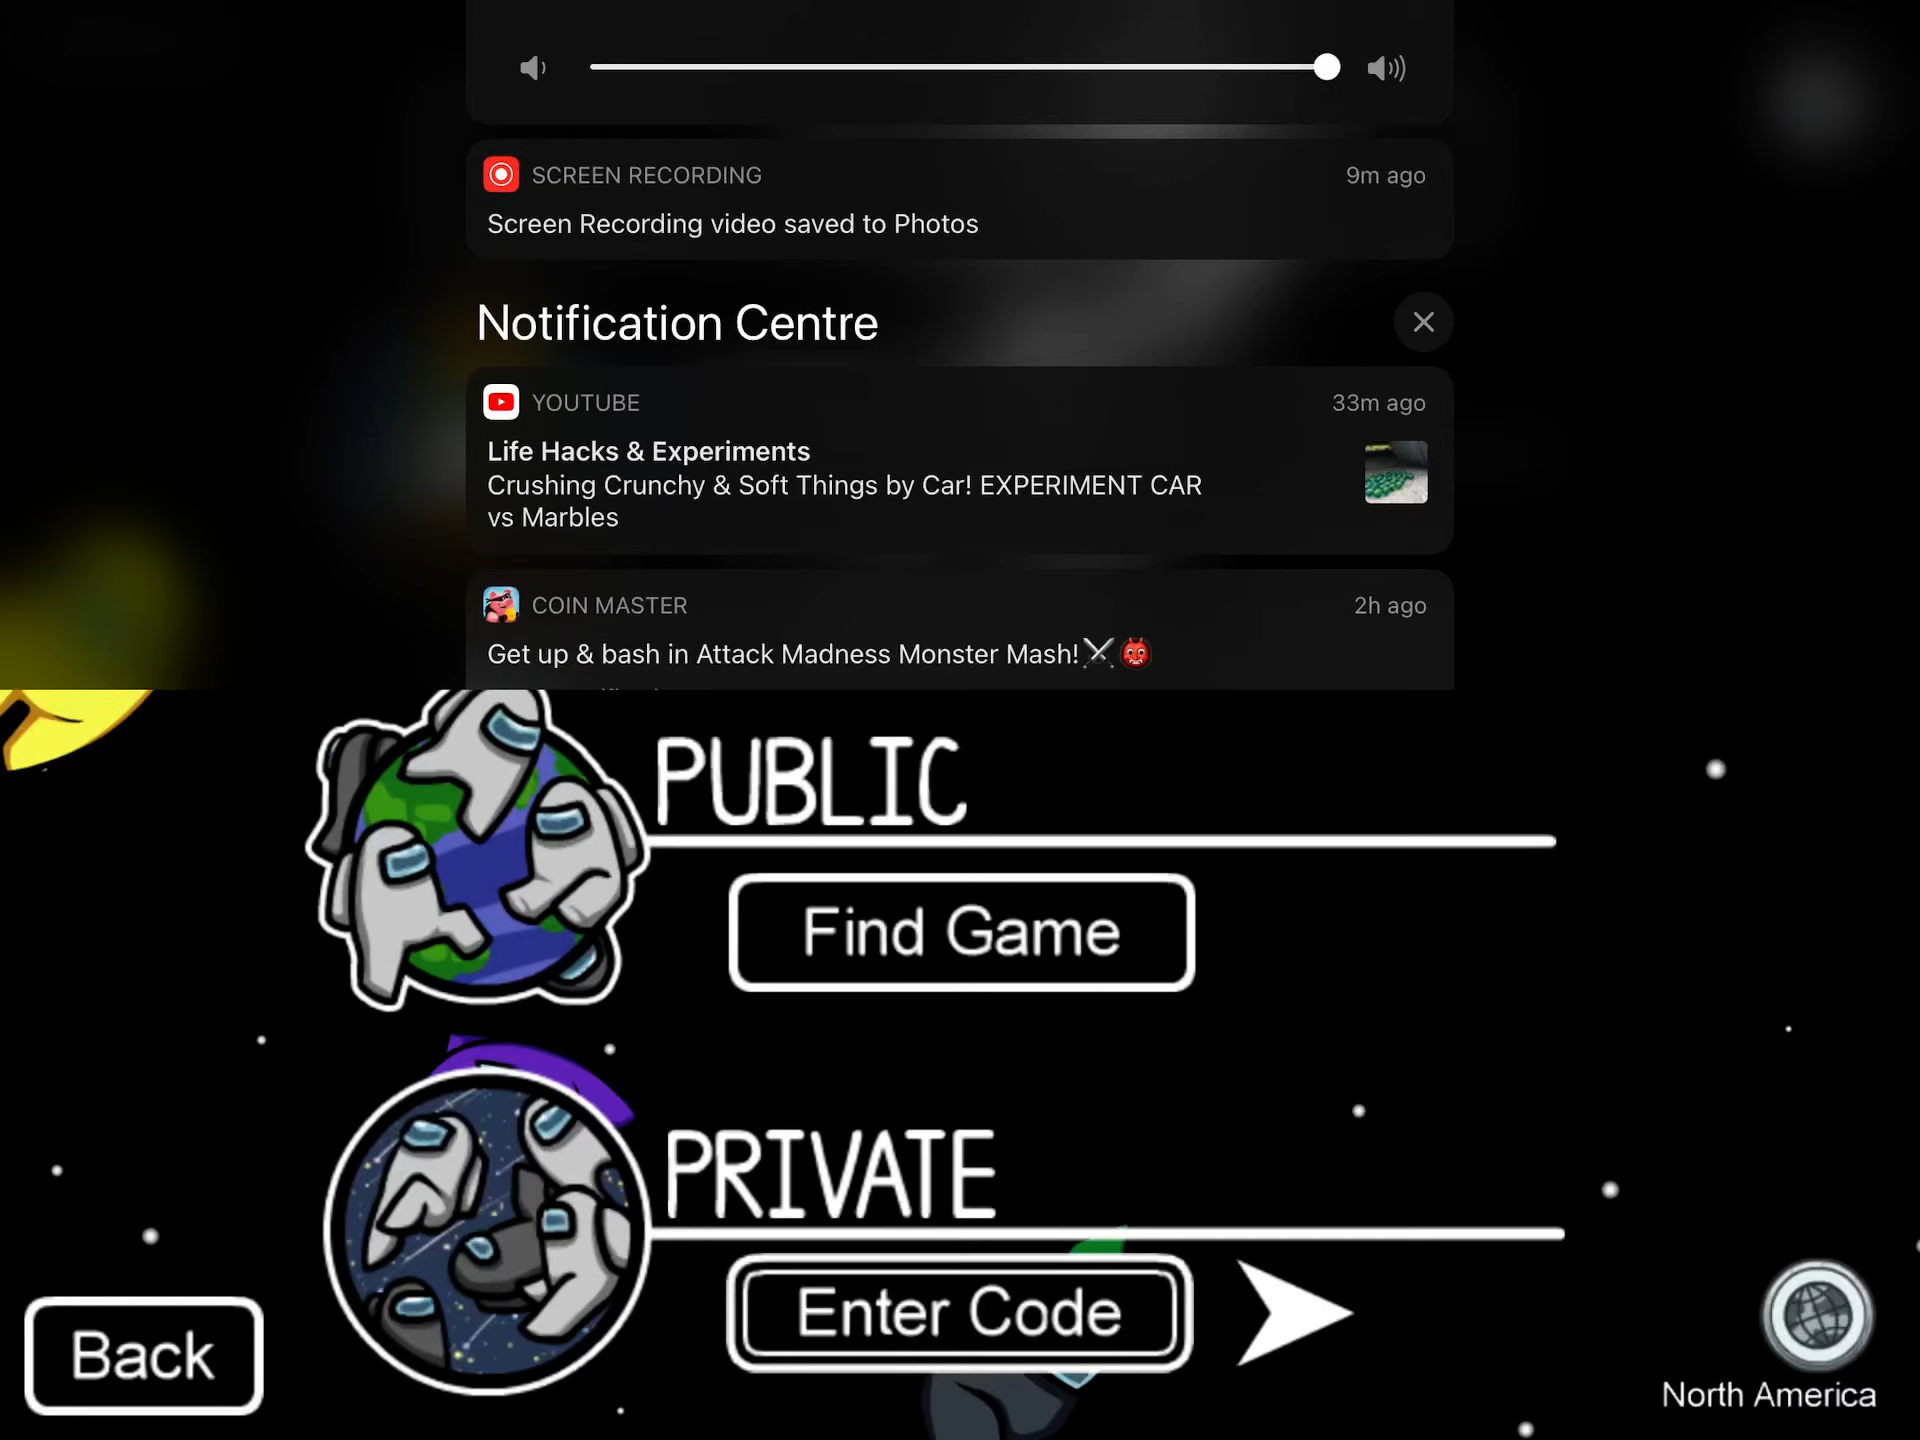 SCREEN RECORDING 9m ago
Screen Recording video saved to Photos
Notification Centre
YOUTUBE 33m ago
Life Hacks & Experiments
Crushing Crunchy & Soft Things by Car! EXPERIMENT CAR
vs Marbles
COIN MASTER 2h ago
Get up & bash in Attack Madness Monster Mash!⚔️👹
PUBLIC
Find Game
PRIVATE
Enter Code
Back
North America